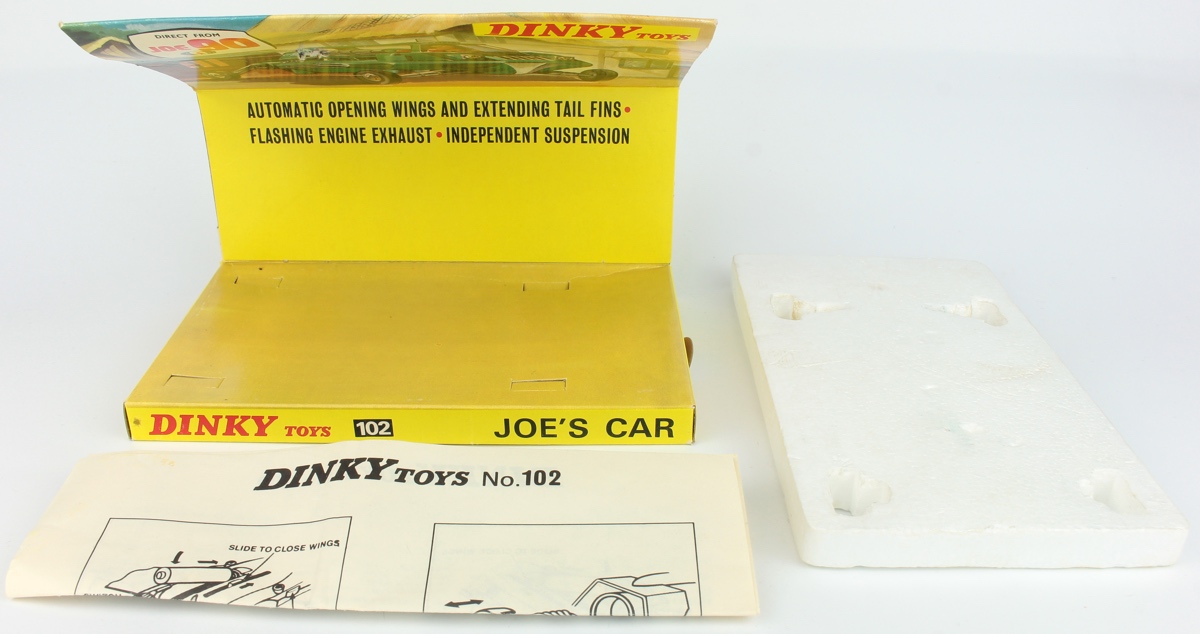 DIRECT FROM
JOE 90
DINKY TOYS
AUTOMATIC OPENING WINGS AND EXTENDING TAIL FINS •
FLASHING ENGINE EXHAUST • INDEPENDENT SUSPENSION
DINKY TOYS 102 JOE'S CAR
DINKY TOYS No.102
SLIDE TO CLOSE WINGS